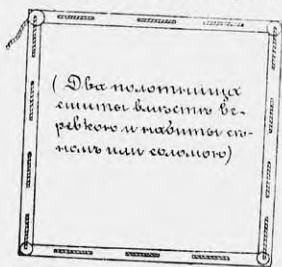 ( Два полотнища
сшиты вмѣстѣ ве-
ревкою и набиты сѣ-
номъ или соломою)